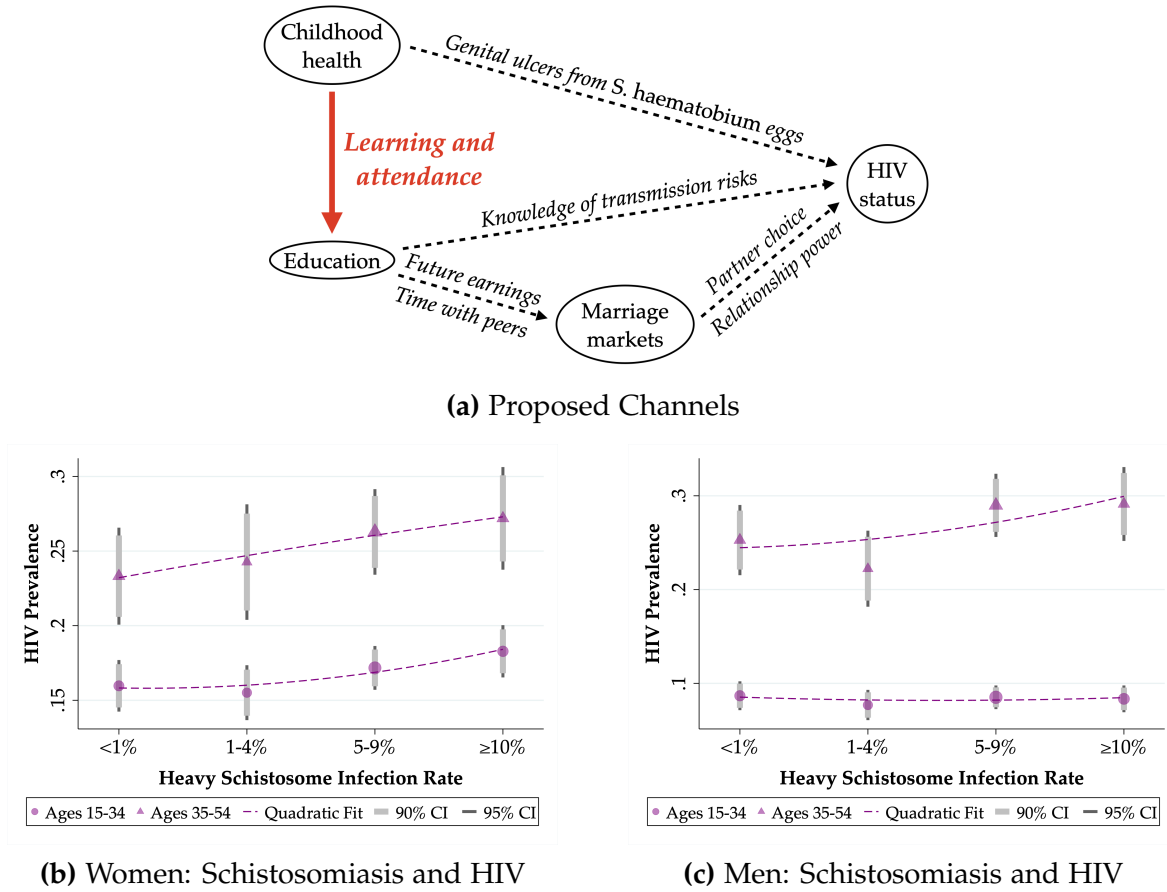 Childhood
health
Genital ulcers from S. haematobium eggs
Learning and
attendance
HIV
status
Knowledge of transmission risks
Education
Future earnings
Time with peers
Partner choice
Relationship power
Marriage
markets
(a) Proposed Channels
HIV Prevalence
.3
.25
.2
.15
<1%
1-4%
5-9%
≥10%
Heavy Schistosome Infection Rate
Ages 15-34
Ages 35-54
Quadratic Fit
90% CI
95% CI
(b) Women: Schistosomiasis and HIV
HIV Prevalence
.3
.2
.1
<1%
1-4%
5-9%
≥10%
Heavy Schistosome Infection Rate
Ages 15-34
Ages 35-54
Quadratic Fit
90% CI
95% CI
(c) Men: Schistosomiasis and HIV